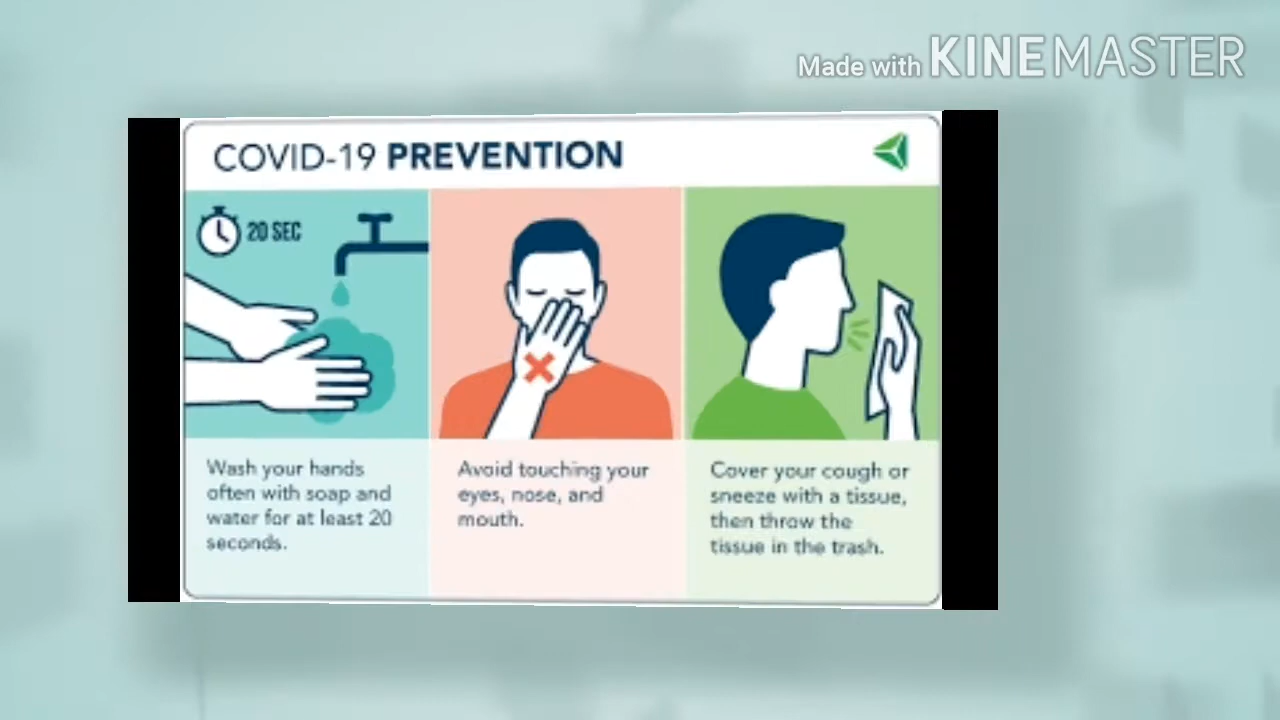 Made with KINEMASTER
COVID-19 PREVENTION
20 SEC
Wash your hands
often with soap and
water for at least 20
seconds.
Avoid touching your
eyes, nose, and
mouth.
Cover your cough or
sneeze with a tissue,
then throw the
tissue in the trash.